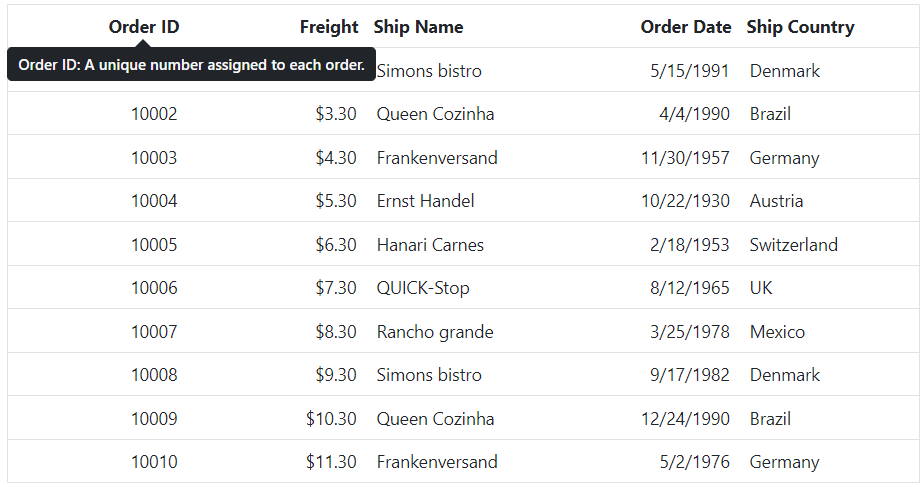 Order ID Freight Ship Name Order Date Ship Country
Order ID: A unique number assigned to each order. Simons bistro 5/15/1991 Denmark
10002 $3.30 Queen Cozinha 4/4/1990 Brazil
10003 $4.30 Frankenversand 11/30/1957 Germany
10004 $5.30 Ernst Handel 10/22/1930 Austria
10005 $6.30 Hanari Carnes 2/18/1953 Switzerland
10006 $7.30 QUICK-Stop 8/12/1965 UK
10007 $8.30 Rancho grande 3/25/1978 Mexico
10008 $9.30 Simons bistro 9/17/1982 Denmark
10009 $10.30 Queen Cozinha 12/24/1990 Brazil
10010 $11.30 Frankenversand 5/2/1976 Germany